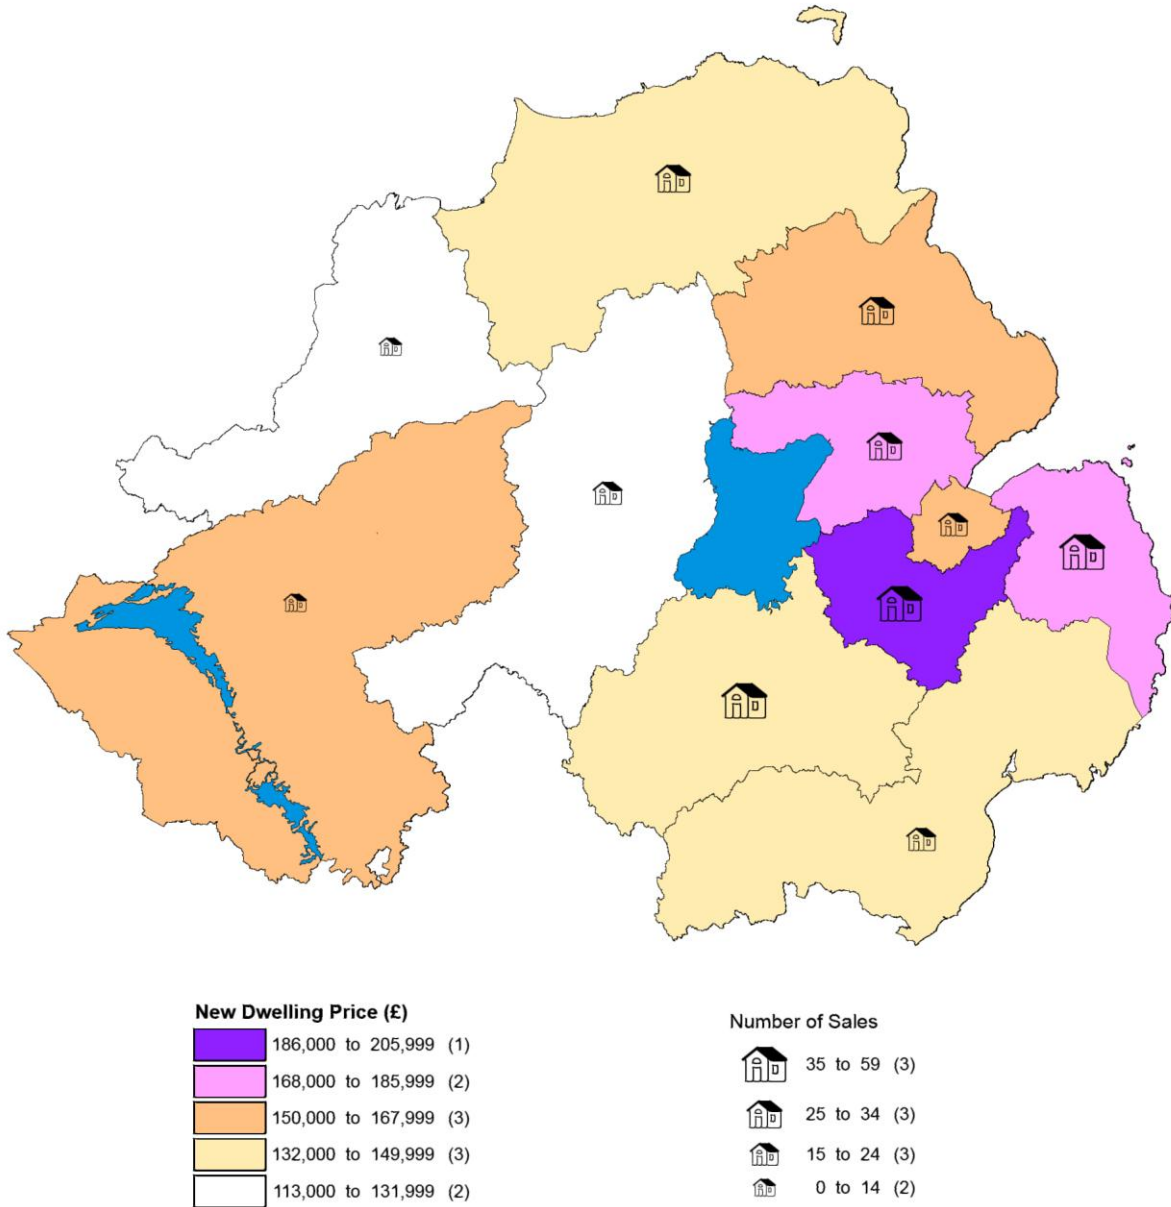 New Dwelling Price (£)
186,000 to 205,999 (1)
168,000 to 185,999 (2)
150,000 to 167,999 (3)
132,000 to 149,999 (3)
113,000 to 131,999 (2)
Number of Sales
35 to 59 (3)
25 to 34 (3)
15 to 24 (3)
0 to 14 (2)